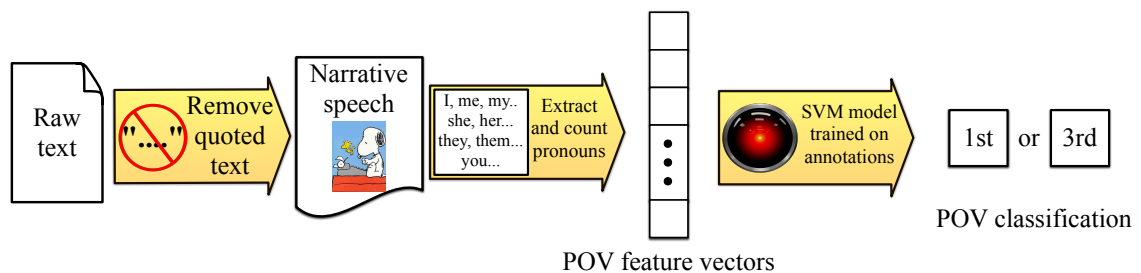 Raw
text
"...."
Remove
quoted
text
Narrative
speech
I, me, my..
she, her...
they, them...
you...
Extract
and count
pronouns
POV feature vectors
SVM model
trained on
annotations
1st or 3rd
POV classification